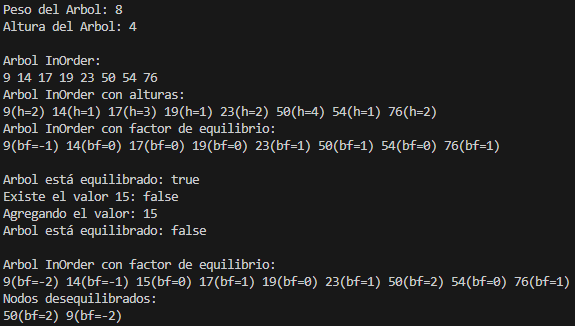 Peso del Arbol: 8
Altura del Arbol: 4
Arbol InOrder:
9 14 17 19 23 50 54 76
Arbol InOrder con alturas:
9(h=2) 14(h=1) 17(h=3) 19(h=1) 23(h=2) 50(h=4) 54(h=1) 76(h=2)
Arbol InOrder con factor de equilibrio:
9(bf=-1) 14(bf=0) 17(bf=0) 19(bf=0) 23(bf=1) 50(bf=1) 54(bf=0) 76(bf=1)
Arbol está equilibrado: true
Existe el valor 15: false
Agregando el valor: 15
Arbol está equilibrado: false
Arbol InOrder con factor de equilibrio:
9(bf=-2) 14(bf=-1) 15(bf=0) 17(bf=1) 19(bf=0) 23(bf=1) 50(bf=2) 54(bf=0) 76(bf=1)
Nodos desequilibrados:
50(bf=2) 9(bf=-2)